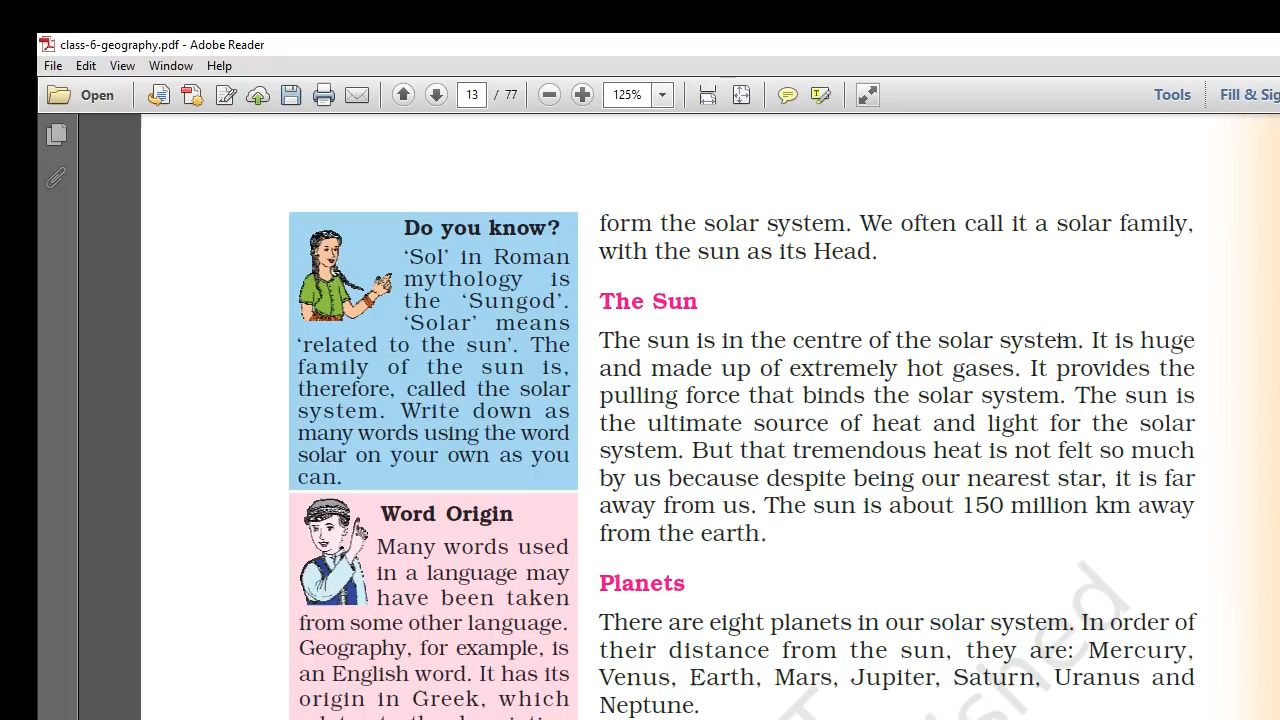 class-6-geography.pdf - Adobe Reader
File Edit View Window Help
Open 13 / 77 125% Tools Fill &
Do you know?
‘Sol’ in Roman
mythology is
the ‘Sungod’.
‘Solar’ means
‘related to the sun’. The
family of the sun is,
therefore, called the solar
system. Write down as
many words using the word
solar on your own as you
can.
Word Origin
Many words used
in a language may
have been taken
from some other language.
Geography, for example, is
an English word. It has its
origin in Greek, which
form the solar system. We often call it a solar family,
with the sun as its Head.
The Sun
The sun is in the centre of the solar system. It is huge
and made up of extremely hot gases. It provides the
pulling force that binds the solar system. The sun is
the ultimate source of heat and light for the solar
system. But that tremendous heat is not felt so much
by us because despite being our nearest star, it is far
away from us. The sun is about 150 million km away
from the earth.
Planets
There are eight planets in our solar system. In order of
their distance from the sun, they are: Mercury,
Venus, Earth, Mars, Jupiter, Saturn, Uranus and
Neptune.